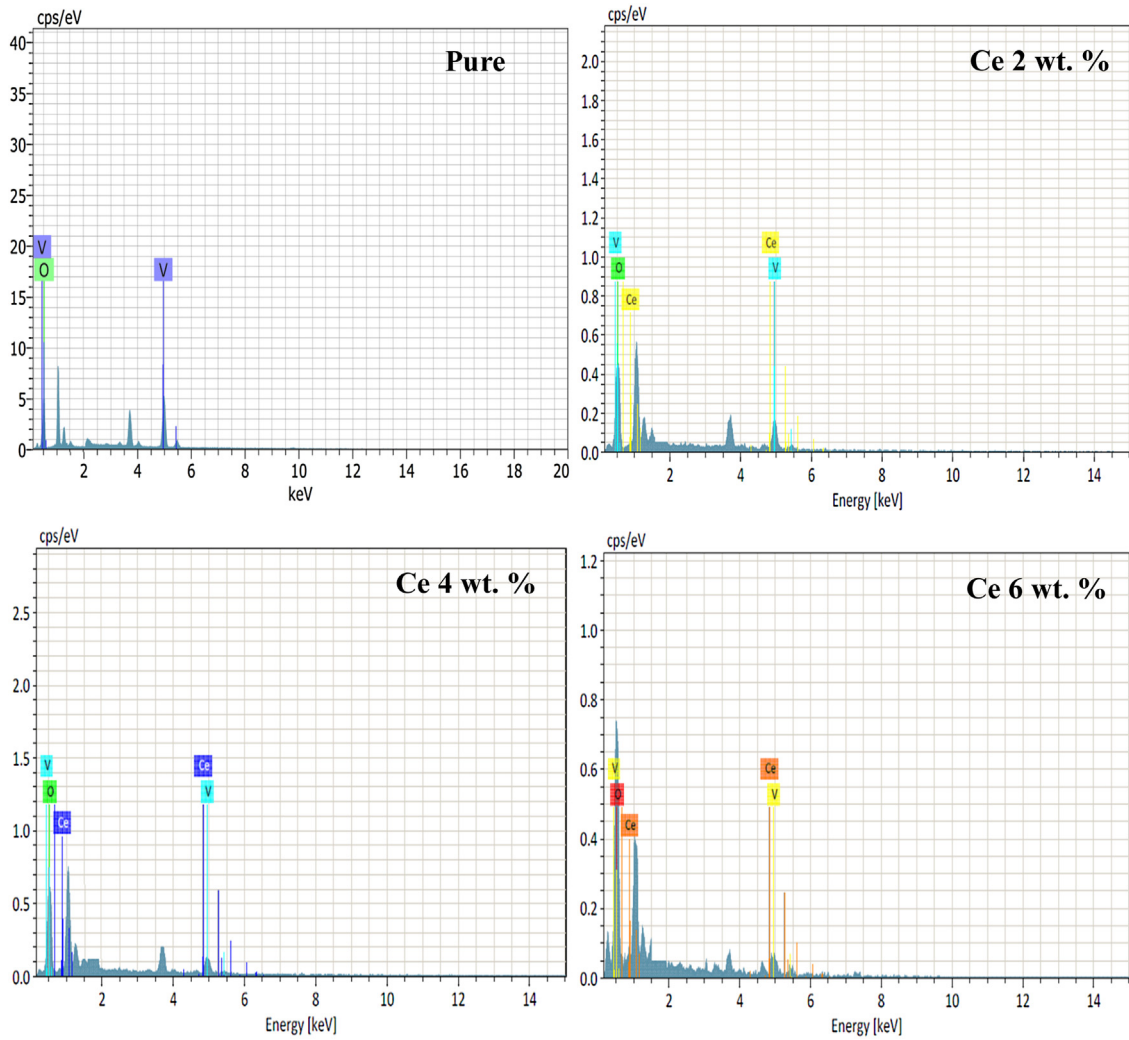 cps/eV
Pure
40
35
30
25
20
15
10
5
0
V
O
V
2 4 6 8 10 12 14 16 18 20
keV
cps/eV
Ce 2 wt. %
2.0
1.8
1.6
1.4
1.2
1.0
0.8
0.6
0.4
0.2
0.0
V
O
Ce
Ce
V
2 4 6 8 10 12 14
Energy [keV]
cps/eV
Ce 4 wt. %
2.5
2.0
1.5
1.0
0.5
0.0
V
O
Ce
Ce
V
2 4 6 8 10 12 14
Energy [keV]
cps/eV
Ce 6 wt. %
1.2
1.0
0.8
0.6
0.4
0.2
0.0
V
O
Ce
Ce
V
2 4 6 8 10 12 14
Energy [keV]